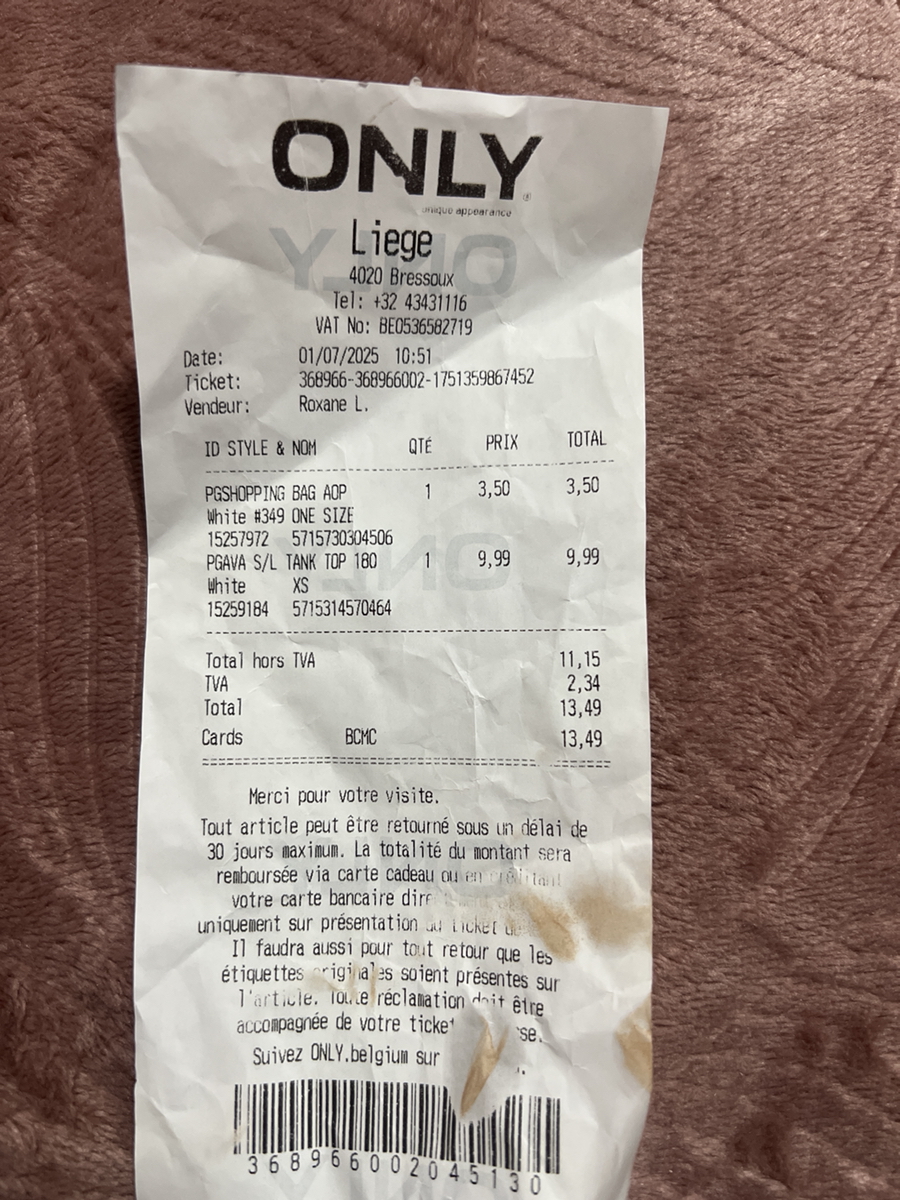 ONLY®
unique appearance
Liege
4020 Bressoux
Tel: +32 43431116
VAT No: BE0536582719
Date: 01/07/2025 10:51
Ticket: 368966-368966002-1751359867452
Vendeur: Roxane L.
ID STYLE & NOM QTÉ PRIX TOTAL
PGSHOPPING BAG AOP 1 3,50 3,50
White #349 ONE SIZE
15257972 5715730304506
PGAVA S/L TANK TOP 180 1 9,99 9,99
White XS
15259184 5715314570464
Total hors TVA 11,15
TVA 2,34
Total 13,49
Cards BCMC 13,49
Merci pour votre visite.
Tout article peut être retourné sous un délai de
30 jours maximum. La totalité du montant sera
remboursée via carte cadeau ou en créditant
votre carte bancaire
uniquement sur présentation du ticket
Il faudra aussi pour tout retour que les
étiquettes originales soient présentes sur
l'article. Toute réclamation doit être
accompagnée de votre ticket
Suivez ONLY.belgium sur
368966002045130